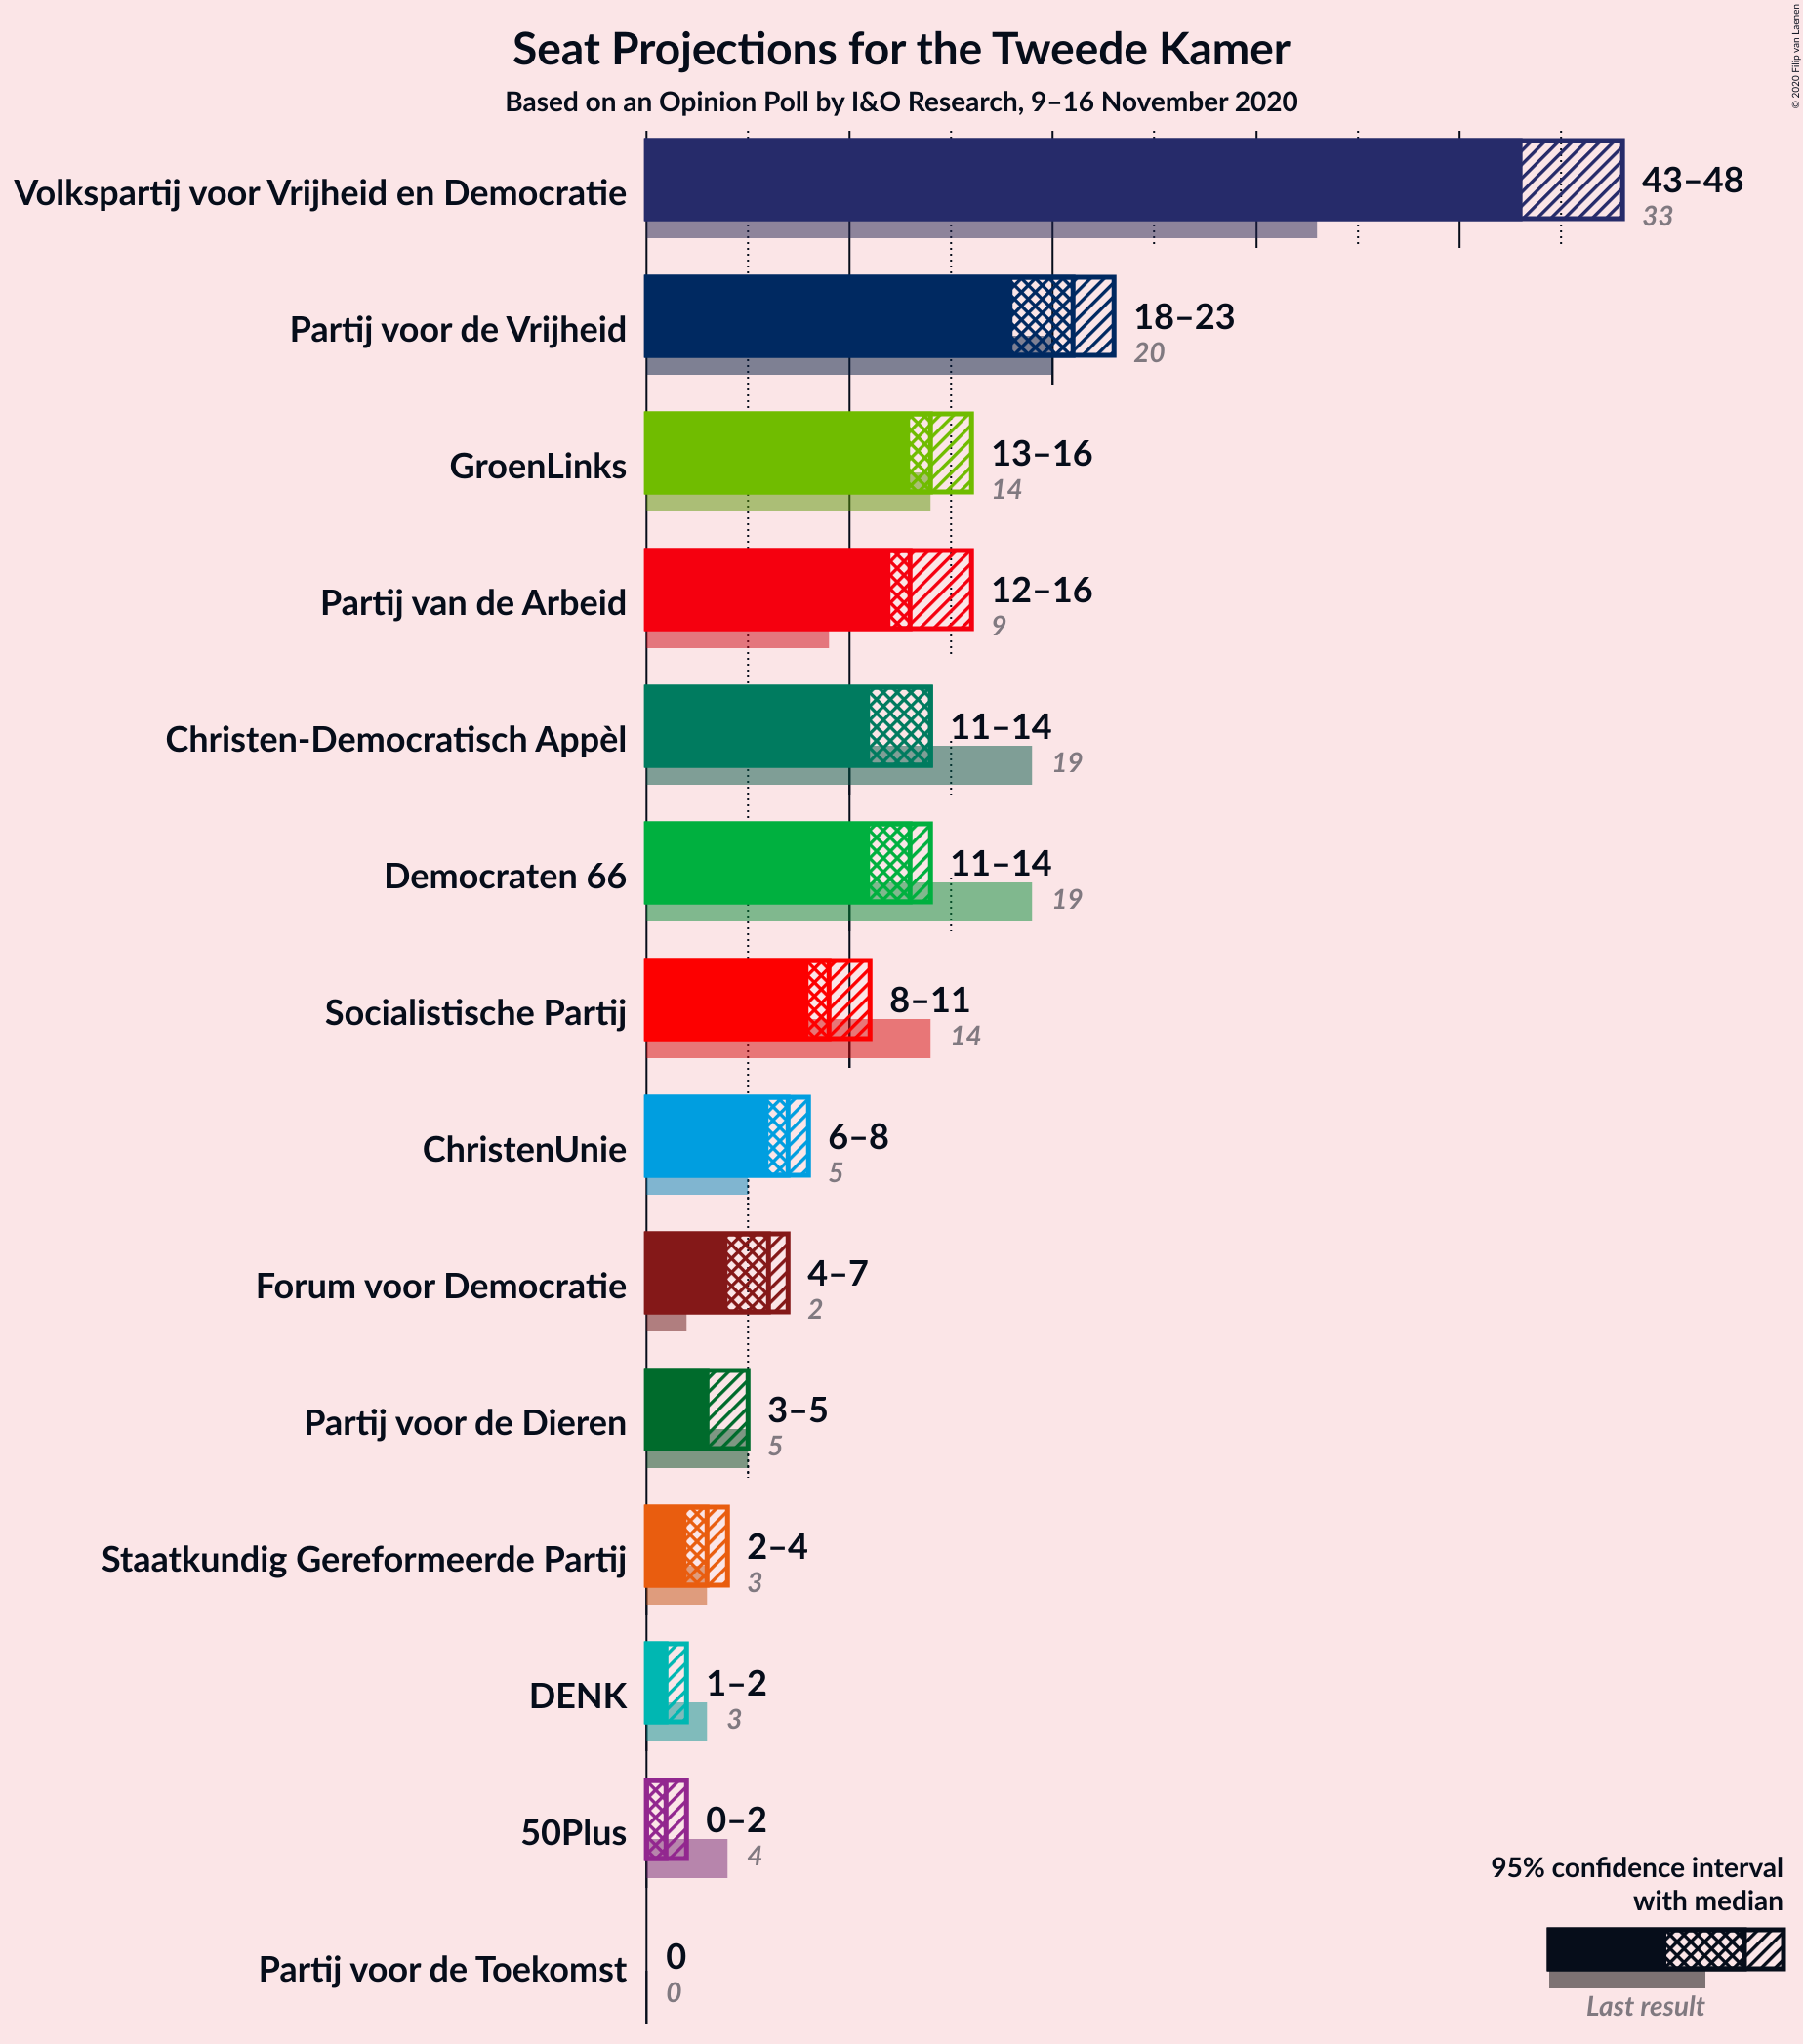 Seat Projections for the Tweede Kamer
Based on an Opinion Poll by I&O Research, 9–16 November 2020
© 2020 Filip van Laenen
Volkspartij voor Vrijheid en Democratie
43–48
33
Partij voor de Vrijheid
18–23
20
GroenLinks
13–16
14
Partij van de Arbeid
12–16
9
Christen-Democratisch Appèl
11–14
19
Democraten 66
11–14
19
Socialistische Partij
8–11
14
ChristenUnie
6–8
5
Forum voor Democratie
4–7
2
Partij voor de Dieren
3–5
5
Staatkundig Gereformeerde Partij
2–4
3
DENK
1–2
3
50Plus
0–2
4
Partij voor de Toekomst
0
0
95% confidence interval
with median
Last result